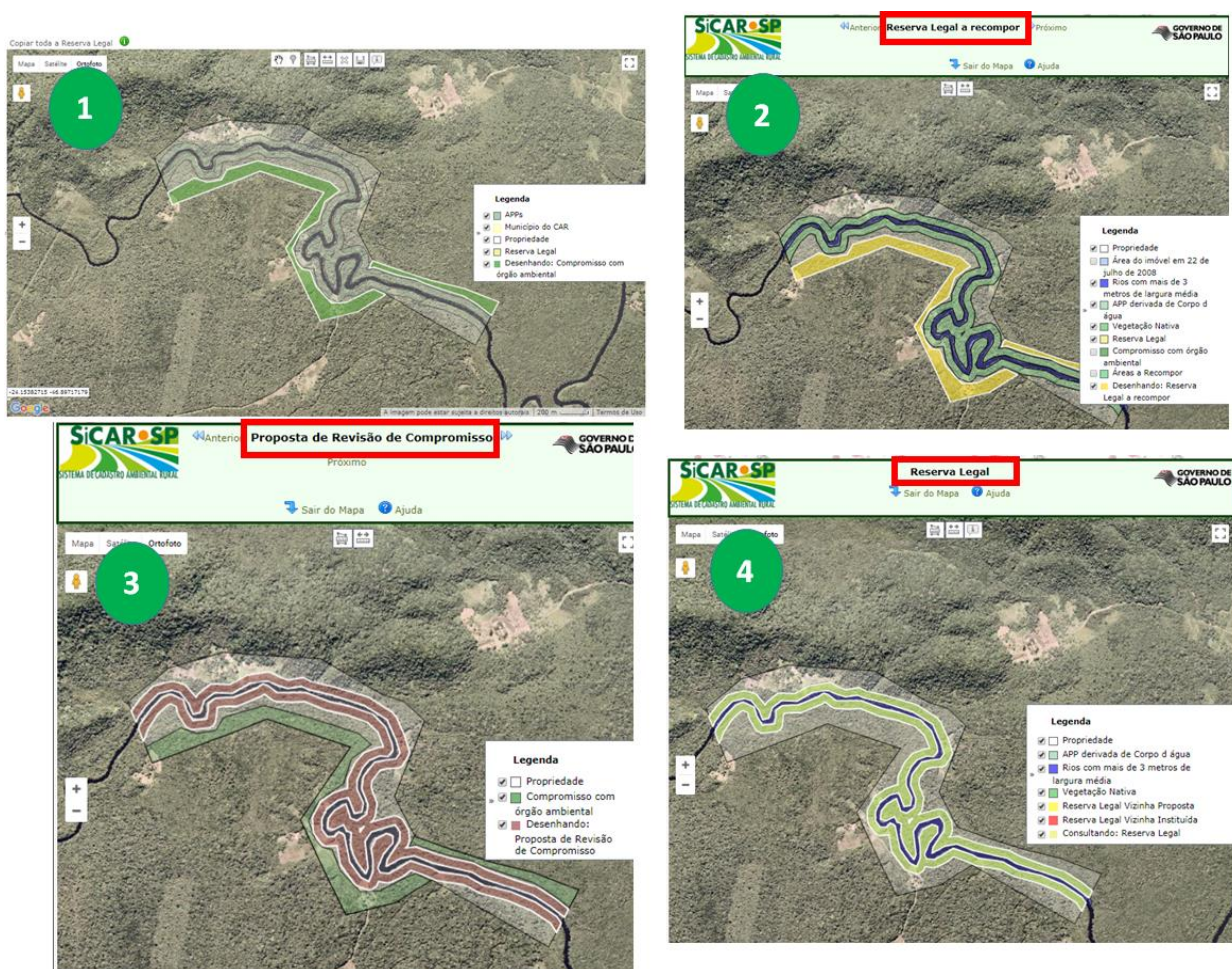 Copiar toda a Reserva Legal
Mapa Satélite Ortofoto
1
Legenda
APPs
Município do CAR
Propriedade
Reserva Legal
Desenhando: Compromisso com
órgão ambiental
+
−
-24.15382715 -46.89717179
Google
A imagem pode estar sujeita a direitos autorais 200 m Termos de Uso
SiCAR•SP
SISTEMA DE CADASTRO AMBIENTAL RURAL
Anterior Reserva Legal a recompor Próximo
GOVERNO DE
SÃO PAULO
Sair do Mapa Ajuda
Mapa
2
Legenda
Propriedade
Área do imóvel em 22 de
julho de 2008
Rios com mais de 3
metros de largura média
APP derivada de Corpo d
água
Vegetação Nativa
Reserva Legal
Compromisso com órgão
ambiental
Áreas a Recompor
Desenhando: Reserva
Legal a recompor
+
−
SiCAR•SP
SISTEMA DE CADASTRO AMBIENTAL RURAL
Anterior Proposta de Revisão de Compromisso
Próximo
GOVERNO D
SÃO PAUL
Sair do Mapa Ajuda
Mapa Ortofoto
3
Legenda
Propriedade
Compromisso com
órgão ambiental
Desenhando:
Proposta de Revisão
de Compromisso
+
−
SiCAR•SP
SISTEMA DE CADASTRO AMBIENTAL RURAL
Reserva Legal
GOVERNO DE
SÃO PAULO
Sair do Mapa Ajuda
Mapa
4
Legenda
Propriedade
APP derivada de Corpo d água
Rios com mais de 3 metros de
largura média
Vegetação Nativa
Reserva Legal Vizinha Proposta
Reserva Legal Vizinha Instituída
Consultando: Reserva Legal
+
−